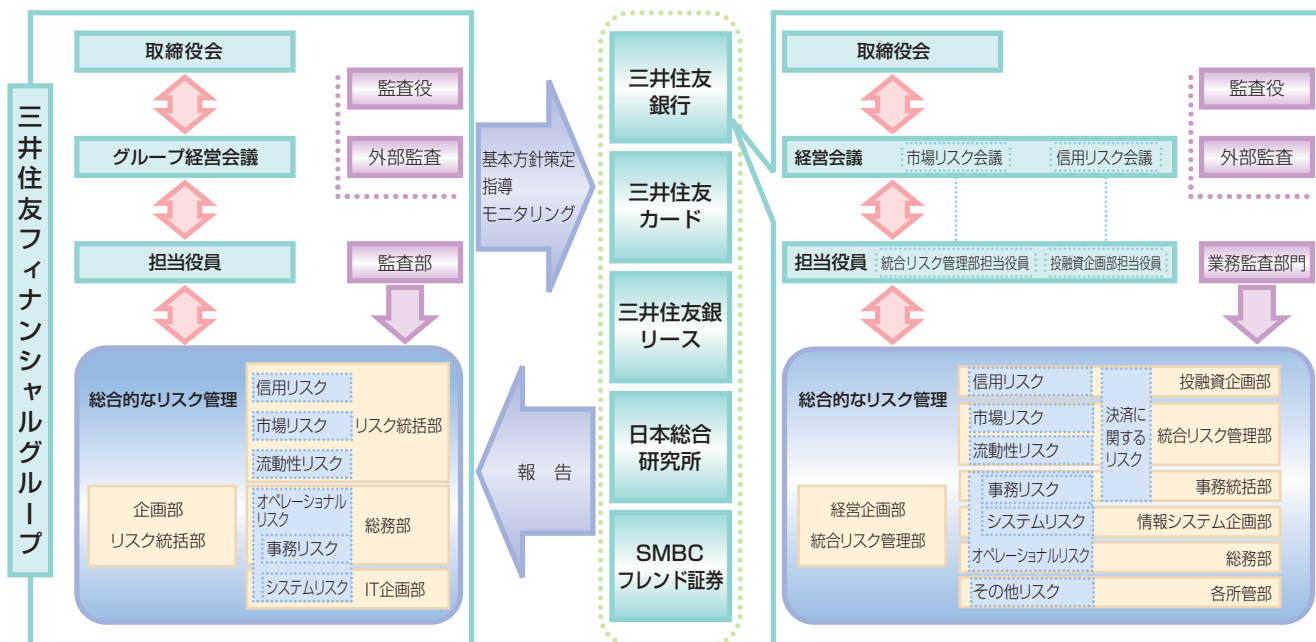 三井住友フィナンシャルグループ
取締役会
監査役
グループ経営会議
外部監査
担当役員
監査部
総合的なリスク管理
信用リスク
市場リスク
リスク統括部
流動性リスク
企画部
リスク統括部
オペレーショナル
リスク
総務部
事務リスク
システムリスク
IT企画部
基本方針策定
指導
モニタリング
報 告
三井住友
銀行
三井住友
カード
三井住友銀
リース
日本総合
研究所
SMBC
フレンド証券
取締役会
監査役
経営会議
市場リスク会議
信用リスク会議
外部監査
担当役員
統合リスク管理部担当役員
投融資企画部担当役員
業務監査部門
総合的なリスク管理
信用リスク
投融資企画部
市場リスク
流動性リスク
決済に
関する
リスク
統合リスク管理部
経営企画部
統合リスク管理部
事務リスク
事務統括部
システムリスク
情報システム企画部
オペレーショナルリスク
総務部
その他リスク
各所管部